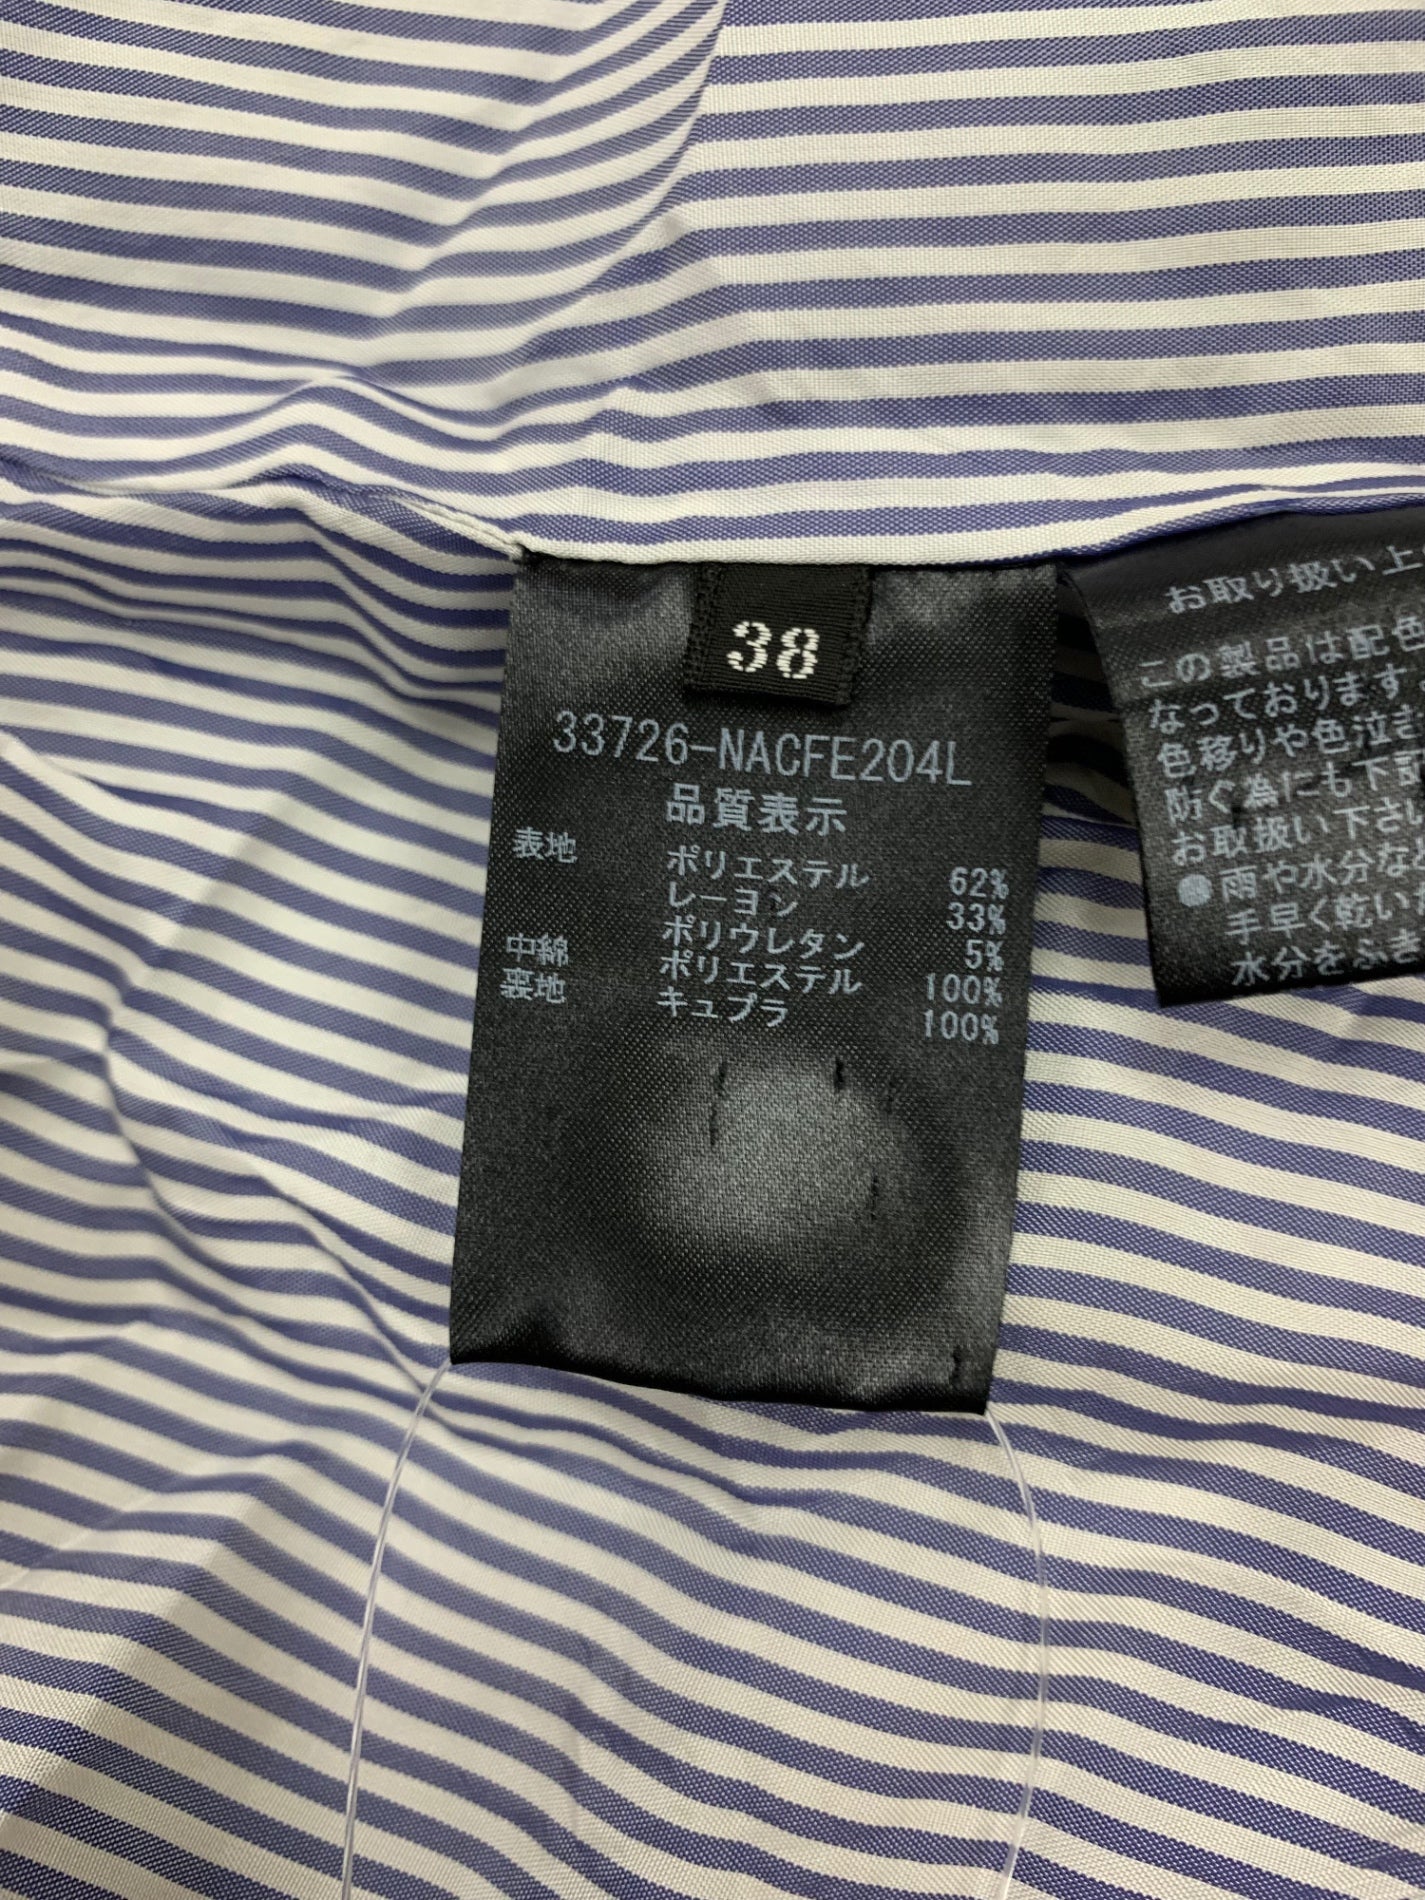 38
33726-NACFE204L
品質表示
表地 ポリエステル 62%
レーヨン 33%
ポリウレタン 5%
中綿 ポリエステル 100%
裏地 キュプラ 100%
お取り扱い上
この製品は配色
なっております
色移りや色泣き
防ぐ為にも下記
お取扱い下さい
●雨や水分な
手早く乾い
水分をふき